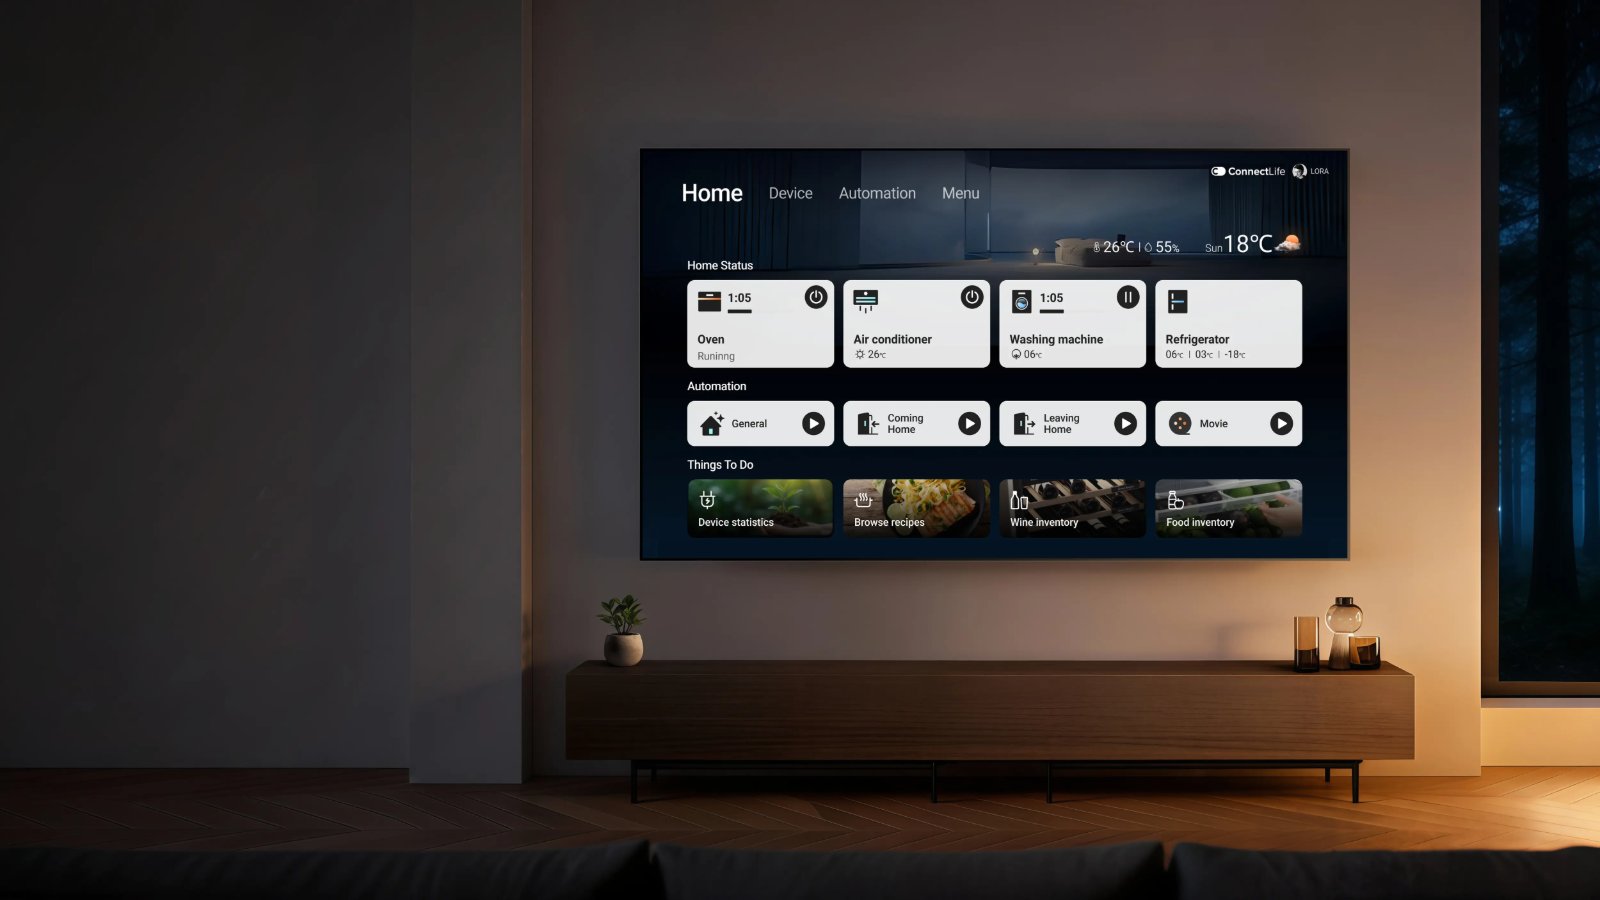 ConnectLife LORA
Home Device Automation Menu
26℃ | 55% Sun 18℃
Home Status
1:05
Oven
Runinng
Air conditioner
26℃
1:05
Washing machine
06℃
Refrigerator
06℃ | 03℃ | -18℃
Automation
General
Coming
Home
Leaving
Home
Movie
Things To Do
Device statistics
Browse recipes
Wine inventory
Food inventory